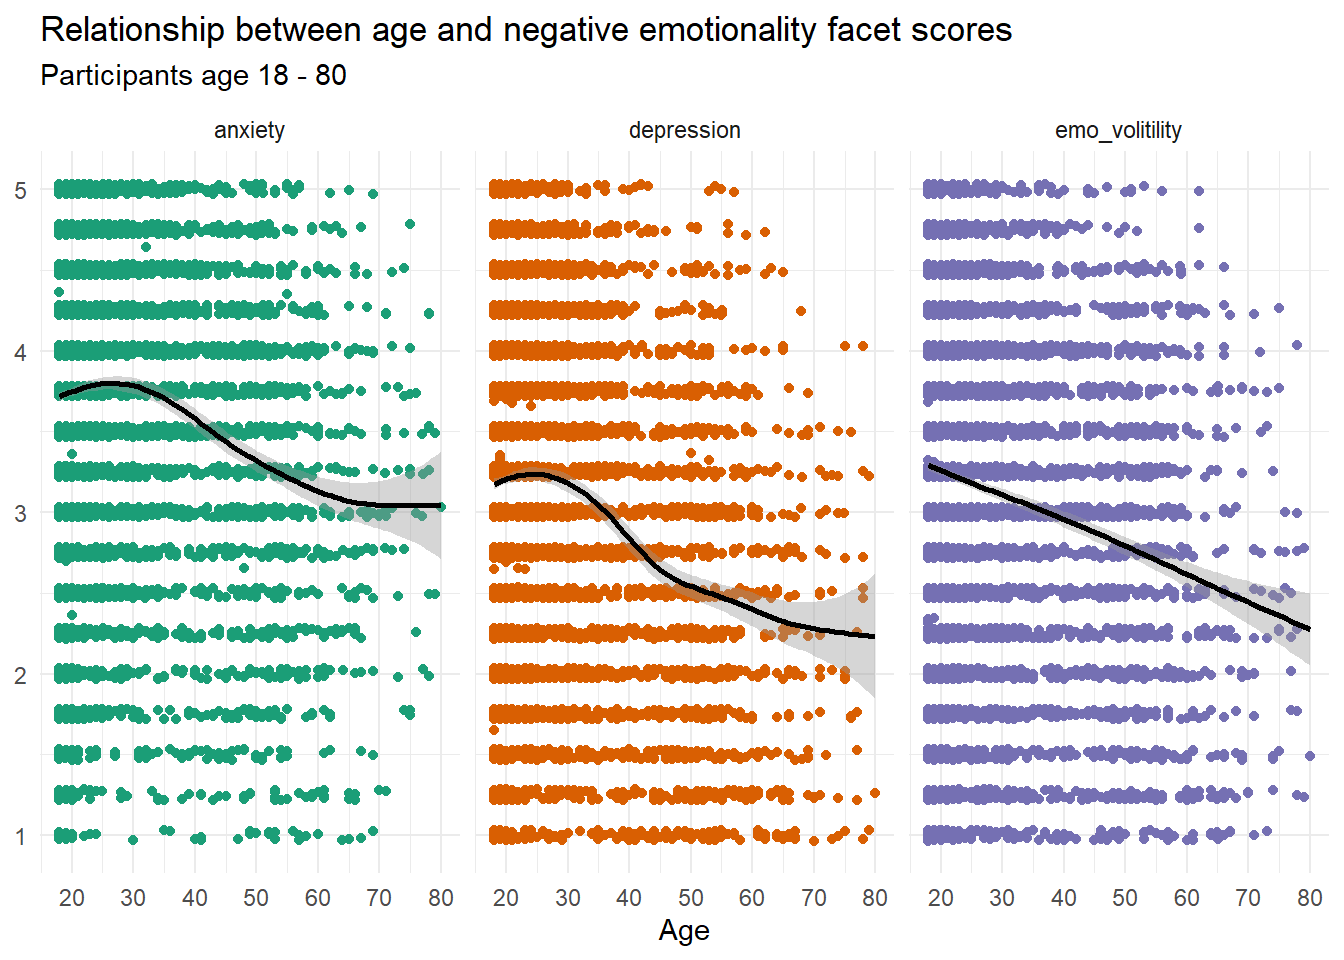 Relationship between age and negative emotionality facet scores
Participants age 18 - 80
anxiety depression emo_volitility
5
4
3
2
1
20 30 40 50 60 70 80 20 30 40 50 60 70 80 20 30 40 50 60 70 80
Age